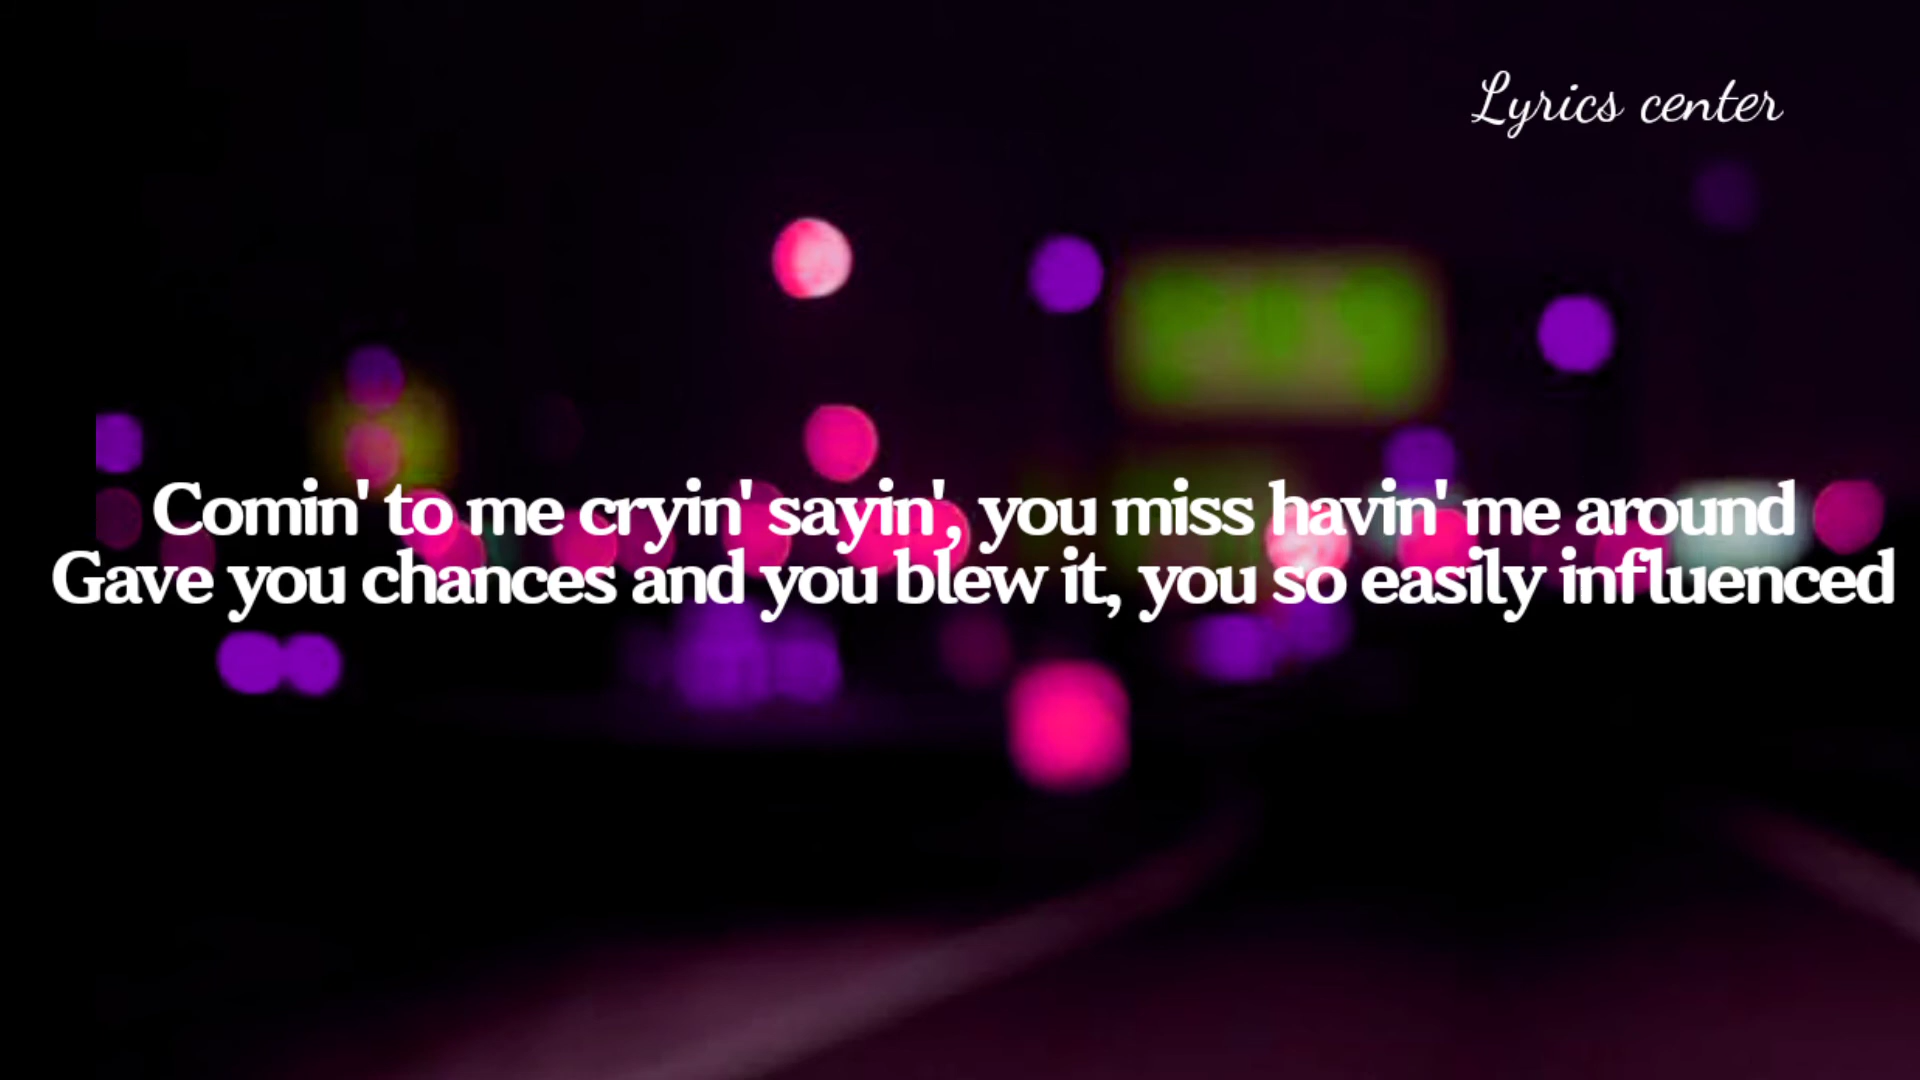 Lyrics center
Comin' to me cryin' sayin', you miss havin' me around
Gave you chances and you blew it, you so easily influenced